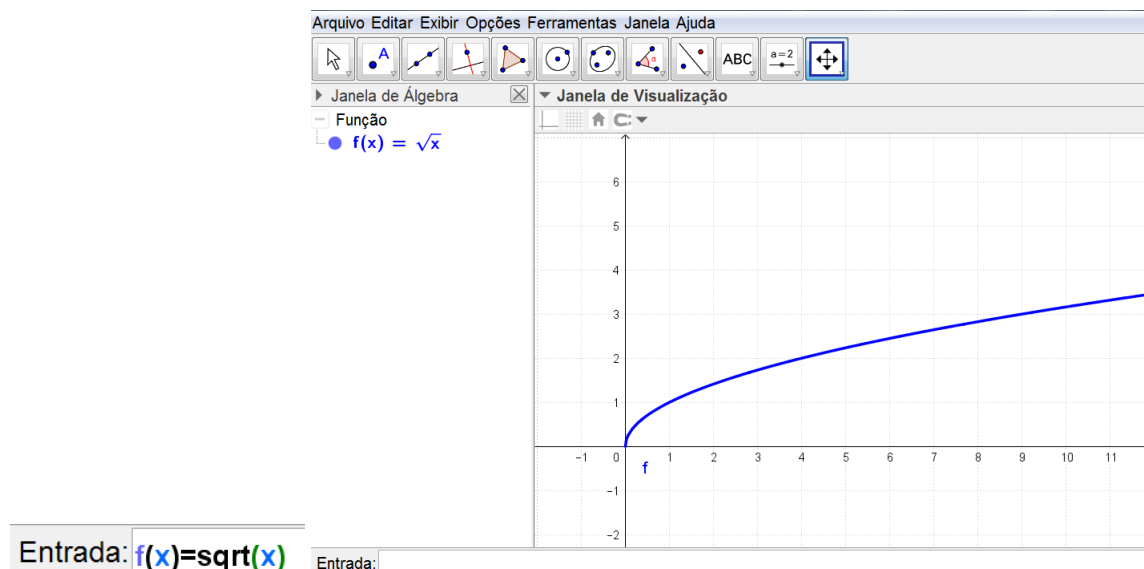 Arquivo Editar Exibir Opções Ferramentas Janela Ajuda
A α ABC a=2
Janela de Álgebra
Janela de Visualização
Função
f(x) = √x
6
5
4
3
2
1
-1 0 1 2 3 4 5 6 7 8 9 10 11
f
-1
-2
Entrada: f(x)=sqrt(x)
Entrada: